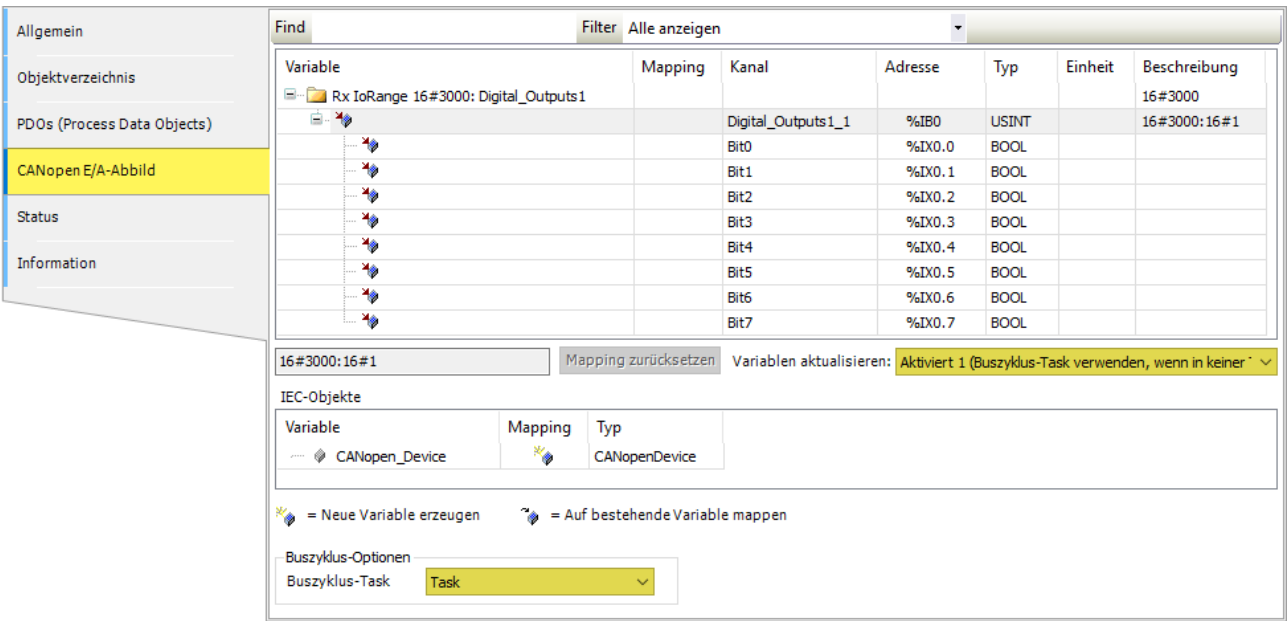 Allgemein
Objektverzeichnis
PDOs (Process Data Objects)
CANopen E/A-Abbild
Status
Information
Find Filter Alle anzeigen
Variable Mapping Kanal Adresse Typ Einheit Beschreibung
Rx IoRange 16#3000: Digital_Outputs1 16#3000
Digital_Outputs1_1 %IB0 USINT 16#3000:16#1
Bit0 %IX0.0 BOOL
Bit1 %IX0.1 BOOL
Bit2 %IX0.2 BOOL
Bit3 %IX0.3 BOOL
Bit4 %IX0.4 BOOL
Bit5 %IX0.5 BOOL
Bit6 %IX0.6 BOOL
Bit7 %IX0.7 BOOL
16#3000:16#1 Mapping zurücksetzen Variablen aktualisieren: Aktiviert 1 (Buszyklus-Task verwenden, wenn in keiner
IEC-Objekte
Variable Mapping Typ
CANopen_Device CANopenDevice
= Neue Variable erzeugen = Auf bestehende Variable mappen
Buszyklus-Optionen
Buszyklus-Task Task